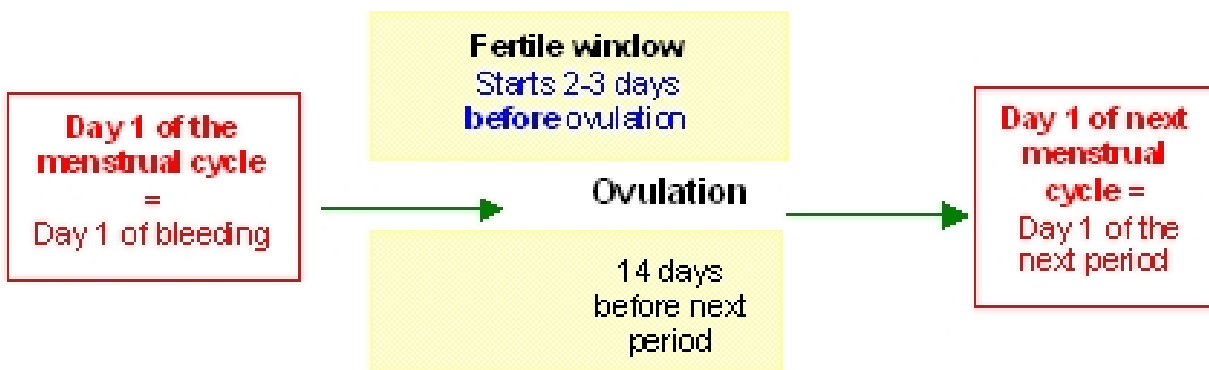 Day 1 of the
menstrual cycle
=
Day 1 of bleeding
Fertile window
Starts 2-3 days
before ovulation
Ovulation
14 days
before next
period
Day 1 of next
menstrual
cycle =
Day 1 of the
next period